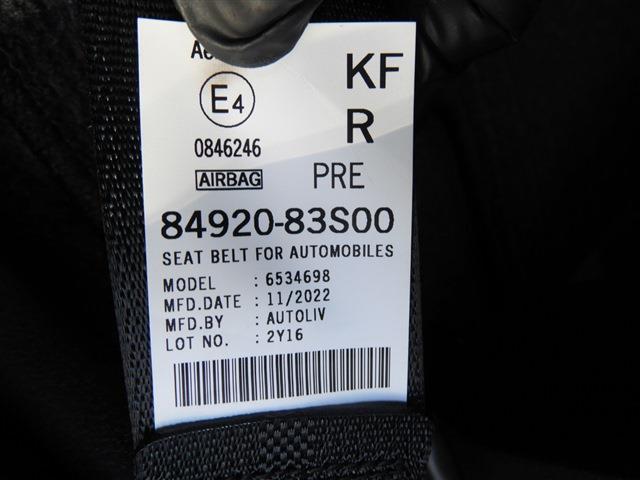 KF
E4
R
0846246
AIRBAG PRE
84920-83S00
SEAT BELT FOR AUTOMOBILES
MODEL : 6534698
MFD.DATE : 11/2022
MFD.BY : AUTOLIV
LOT NO. : 2Y16